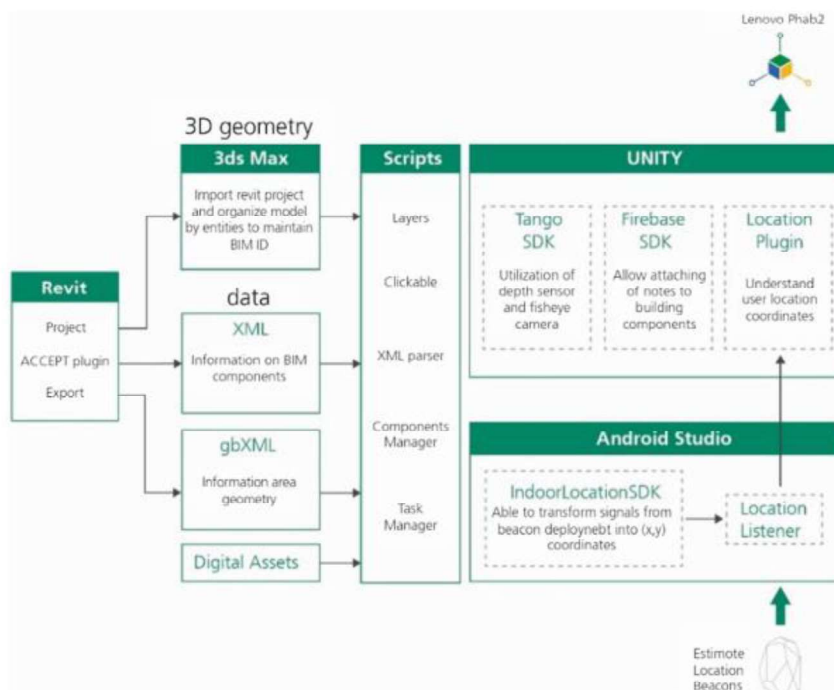 Lenovo Phab2
3D geometry
3ds Max
Import revit project
and organize model
by entities to maintain
BIM ID
Scripts
Layers
Clickable
XML parser
Components
Manager
Task
Manager
UNITY
Tango
SDK
Utilization of
depth sensor
and fisheye
camera
Firebase
SDK
Allow attaching
of notes to
building
components
Location
Plugin
Understand
user location
coordinates
Revit
Project
ACCEPT plugin
Export
data
XML
Information on BIM
components
gbXML
Information area
geometry
Digital Assets
Android Studio
IndoorLocationSDK
Able to transform signals from
beacon deploynebt into (x,y)
coordinates
Location
Listener
Estimote
Location
Beacons